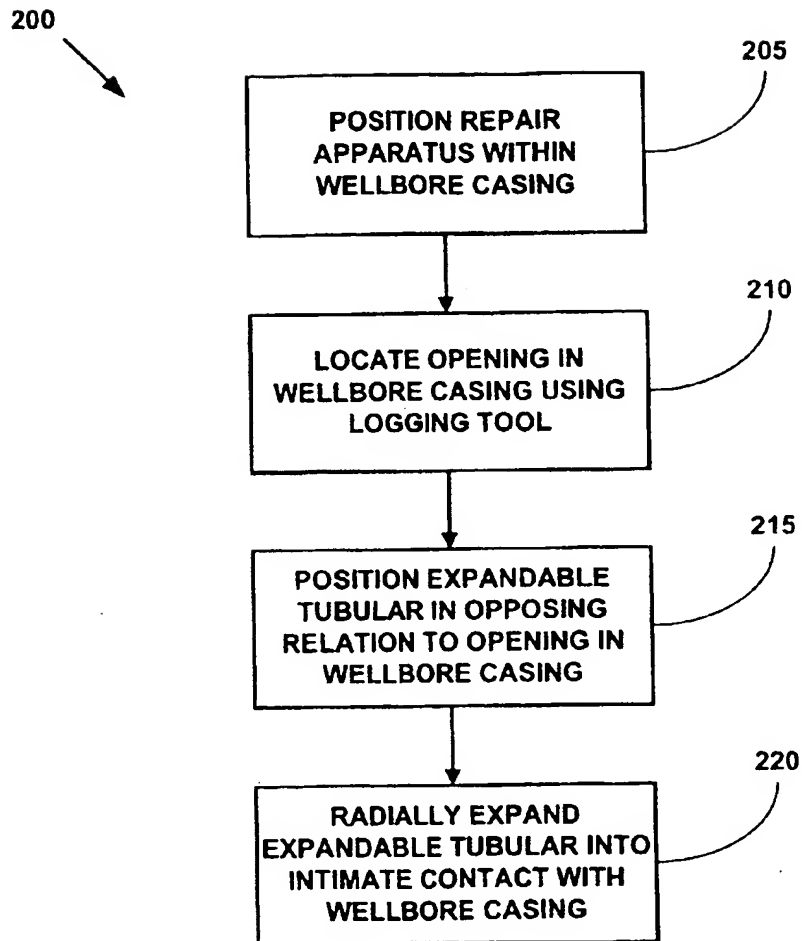 200
205
POSITION REPAIR
APPARATUS WITHIN
WELLBORE CASING
210
LOCATE OPENING IN
WELLBORE CASING USING
LOGGING TOOL
215
POSITION EXPANDABLE
TUBULAR IN OPPOSING
RELATION TO OPENING IN
WELLBORE CASING
220
RADIALLY EXPAND
EXPANDABLE TUBULAR INTO
INTIMATE CONTACT WITH
WELLBORE CASING